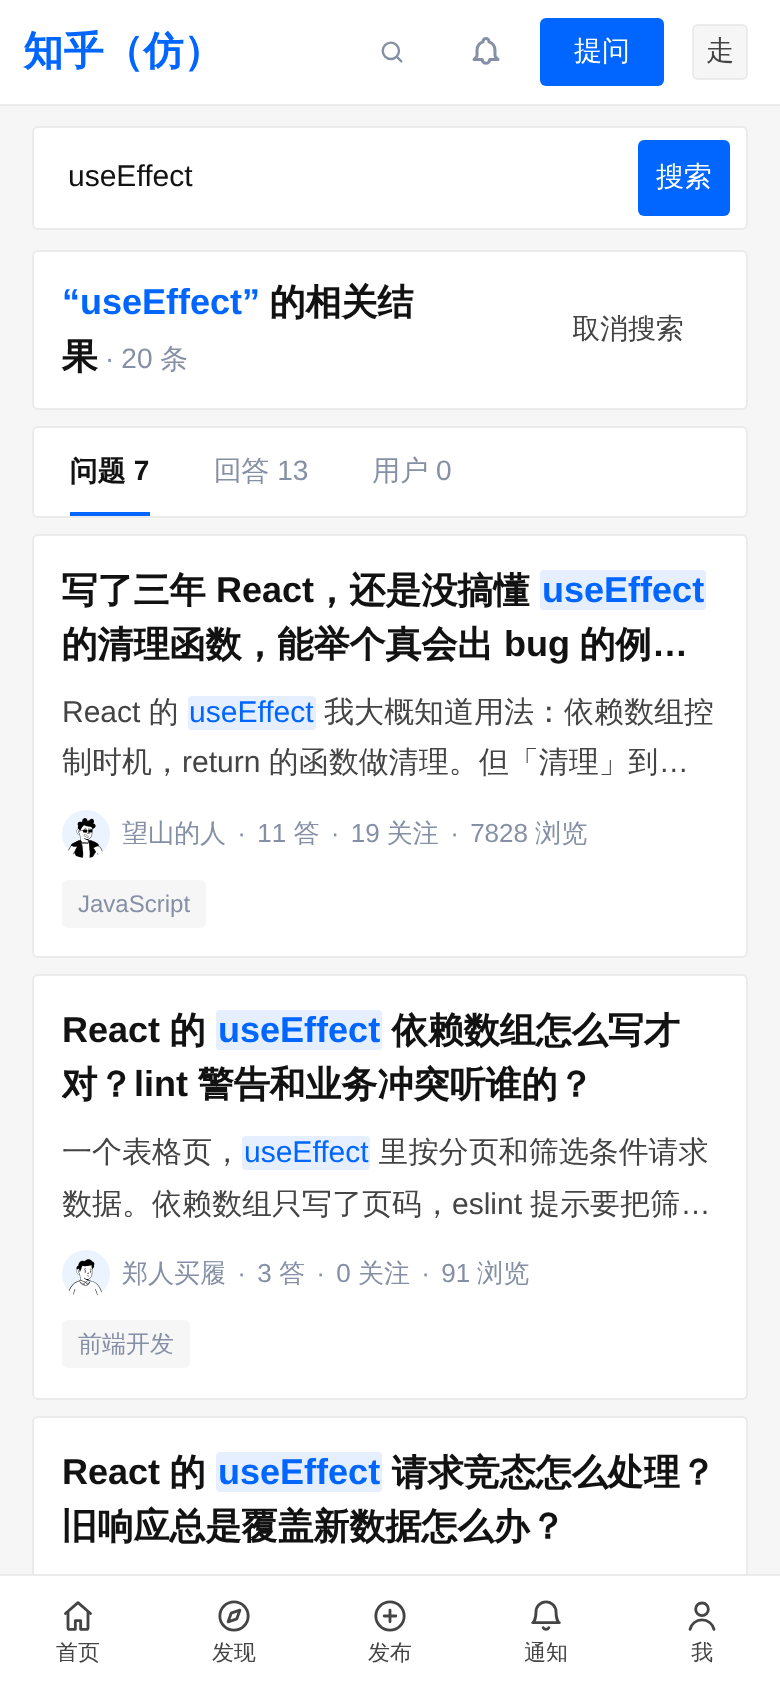 知乎（仿）
提问
走
useEffect
搜索
“useEffect” 的相关结
果 · 20 条
取消搜索
问题 7
回答 13
用户 0
写了三年 React，还是没搞懂 useEffect
的清理函数，能举个真会出 bug 的例…
React 的 useEffect 我大概知道用法：依赖数组控
制时机，return 的函数做清理。但「清理」到…
望山的人 · 11 答 · 19 关注 · 7828 浏览
JavaScript
React 的 useEffect 依赖数组怎么写才
对？lint 警告和业务冲突听谁的？
一个表格页，useEffect 里按分页和筛选条件请求
数据。依赖数组只写了页码，eslint 提示要把筛…
郑人买履 · 3 答 · 0 关注 · 91 浏览
前端开发
React 的 useEffect 请求竞态怎么处理？
旧响应总是覆盖新数据怎么办？
首页
发现
发布
通知
我